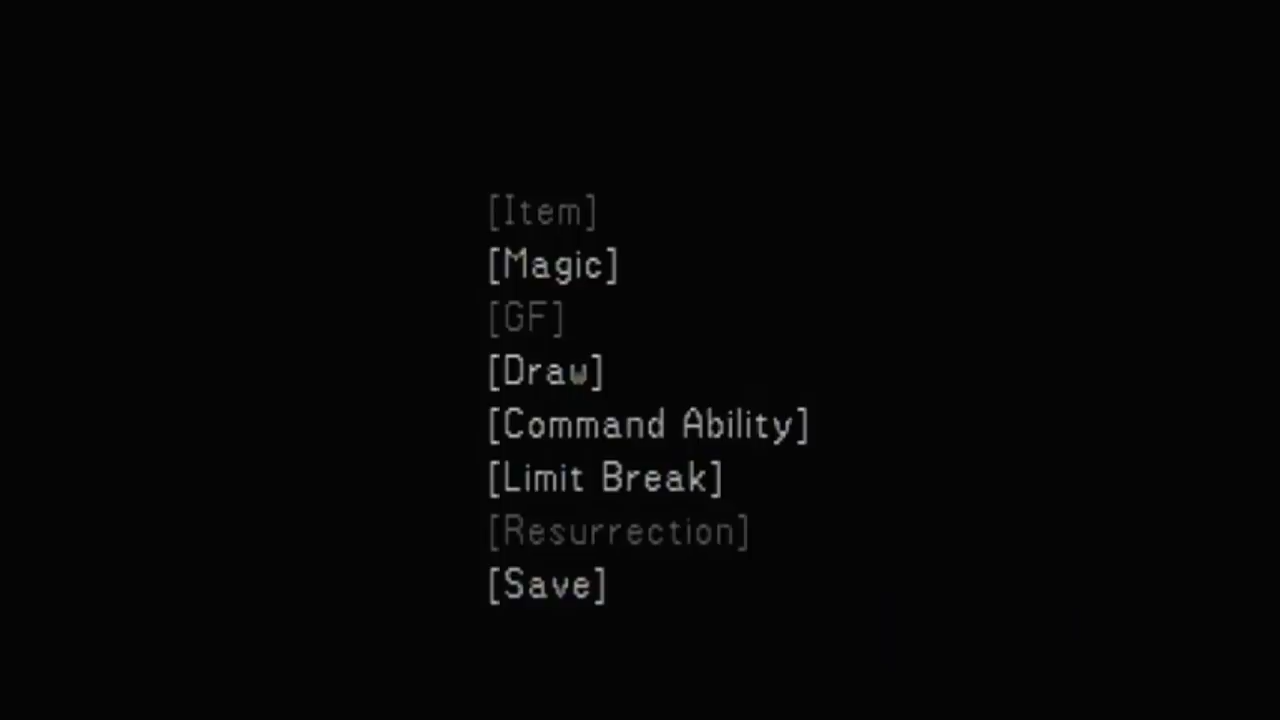 [Item]
[Magic]
[GF]
[Draw]
[Command Ability]
[Limit Break]
[Resurrection]
[Save]